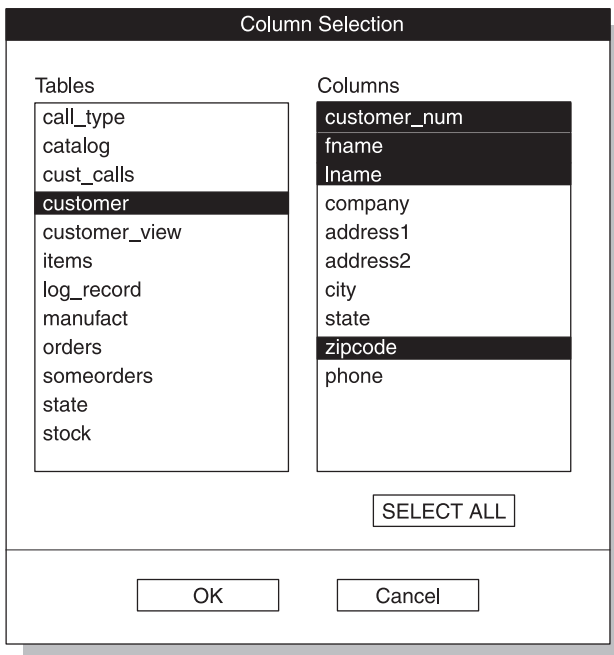 Column Selection
Tables
call_type
catalog
cust_calls
customer
customer_view
items
log_record
manufact
orders
someorders
state
stock
Columns
customer_num
fname
lname
company
address1
address2
city
state
zipcode
phone
SELECT ALL
OK
Cancel